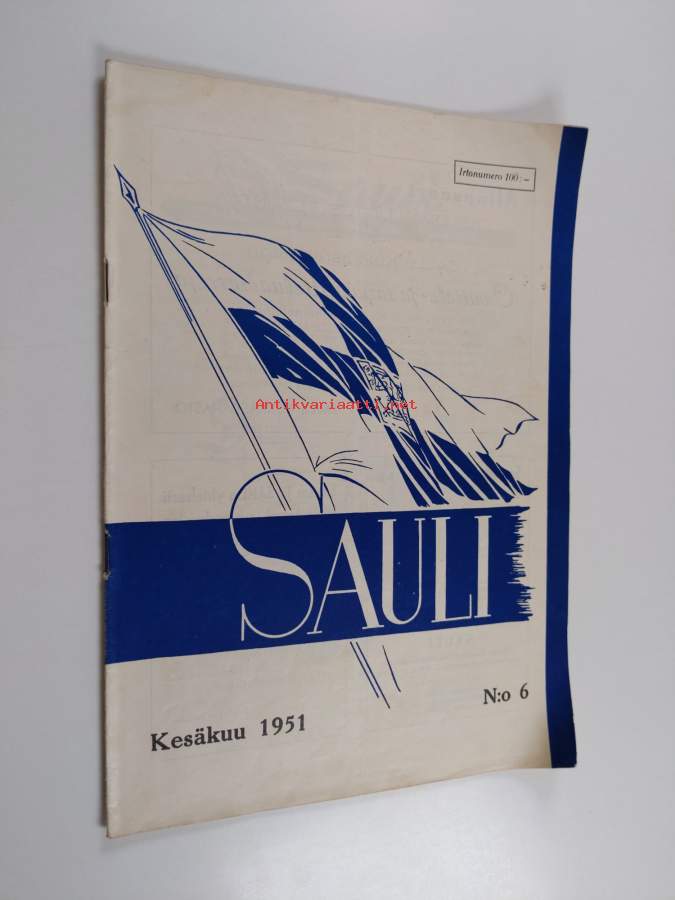 Irtonumero 100:–
Antikvariaatti.net
SAULI
Kesäkuu 1951
N:o 6